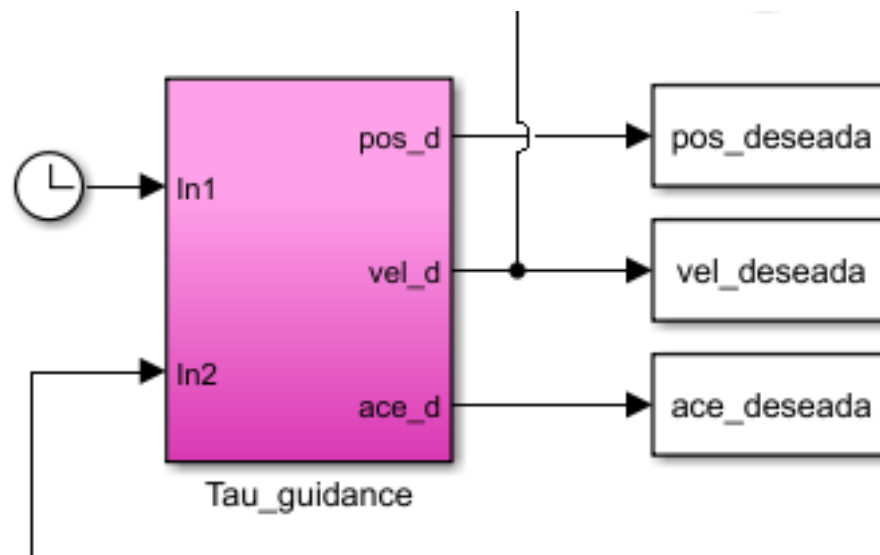 pos_d
pos_deseada
In1
vel_d
vel_deseada
In2
ace_d
ace_deseada
Tau_guidance